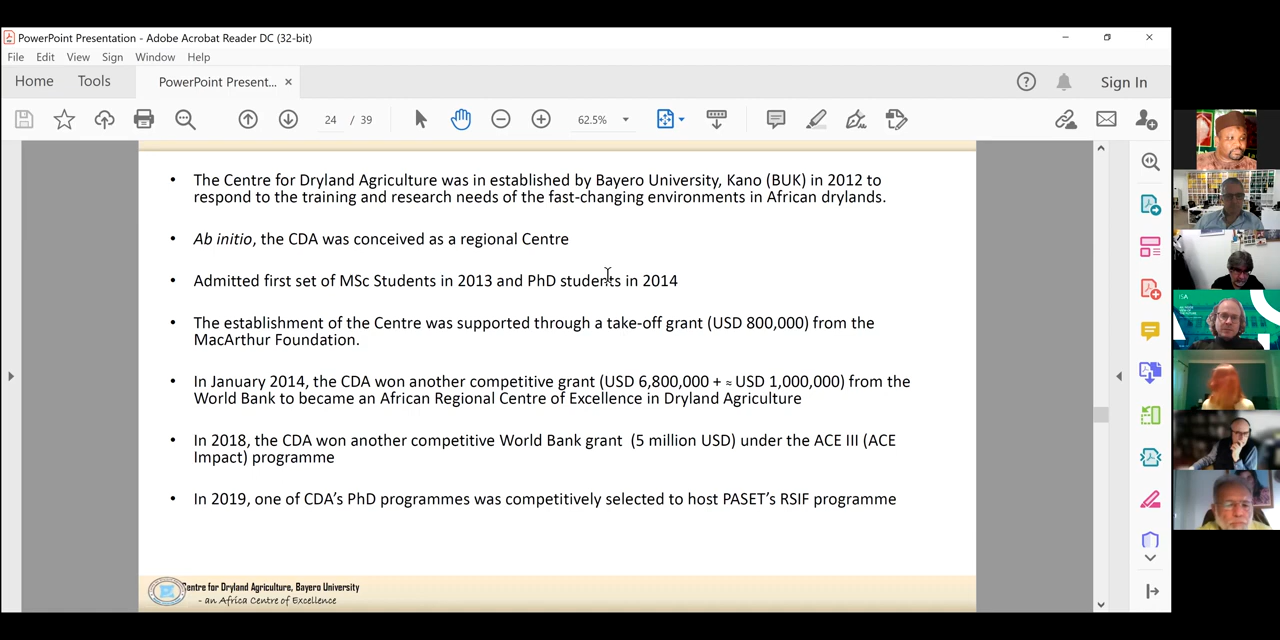 PowerPoint Presentation - Adobe Acrobat Reader DC (32-bit)
File Edit View Sign Window Help
Home Tools PowerPoint Present... Sign In
24 / 39 62.5%
• The Centre for Dryland Agriculture was in established by Bayero University, Kano (BUK) in 2012 to
respond to the training and research needs of the fast-changing environments in African drylands.
• Ab initio, the CDA was conceived as a regional Centre
• Admitted first set of MSc Students in 2013 and PhD students in 2014
• The establishment of the Centre was supported through a take-off grant (USD 800,000) from the
MacArthur Foundation.
• In January 2014, the CDA won another competitive grant (USD 6,800,000 + ≈ USD 1,000,000) from the
World Bank to became an African Regional Centre of Excellence in Dryland Agriculture
• In 2018, the CDA won another competitive World Bank grant (5 million USD) under the ACE III (ACE
Impact) programme
• In 2019, one of CDA's PhD programmes was competitively selected to host PASET's RSIF programme
Centre for Dryland Agriculture, Bayero University
- an Africa Centre of Excellence